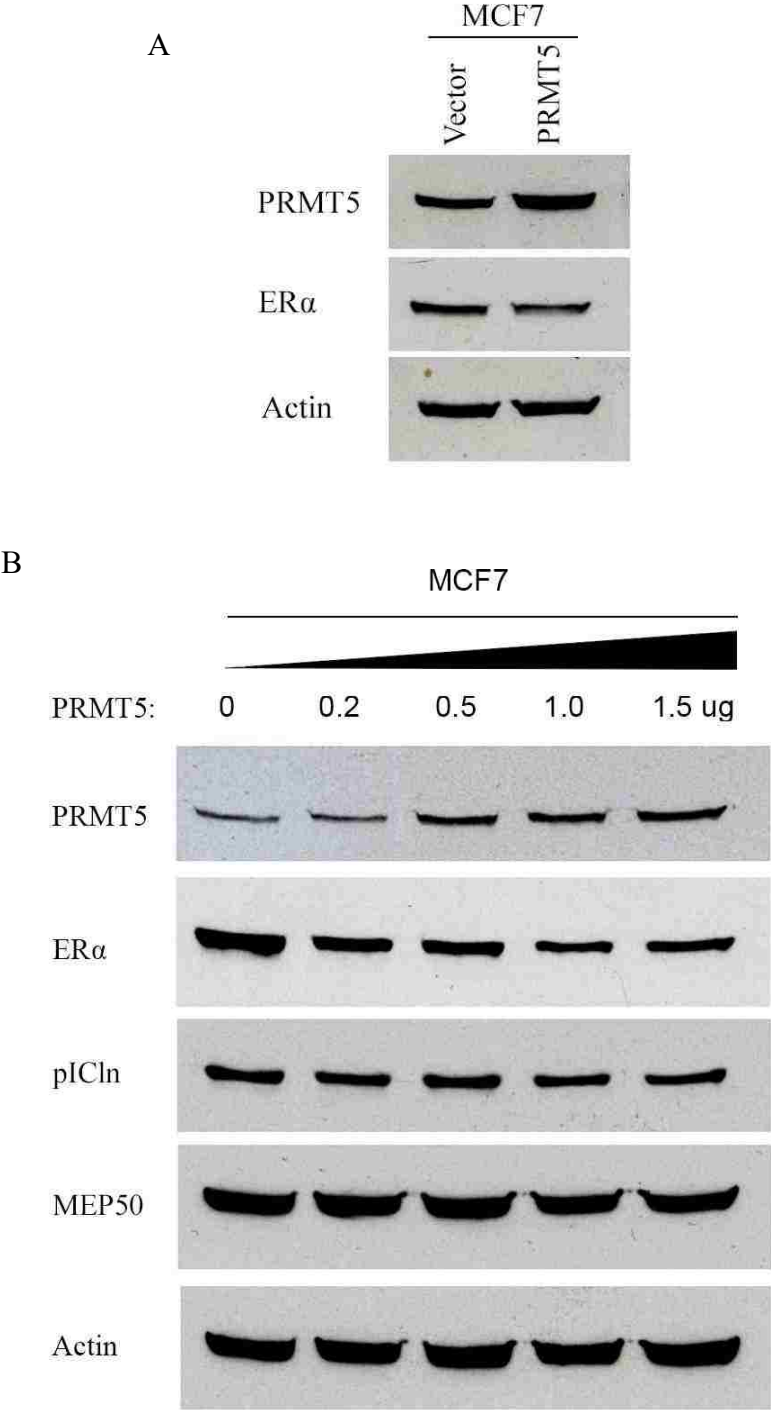 A
MCF7
Vector PRMT5
PRMT5
ERα
Actin
B
MCF7
PRMT5: 0 0.2 0.5 1.0 1.5 ug
PRMT5
ERα
pICln
MEP50
Actin